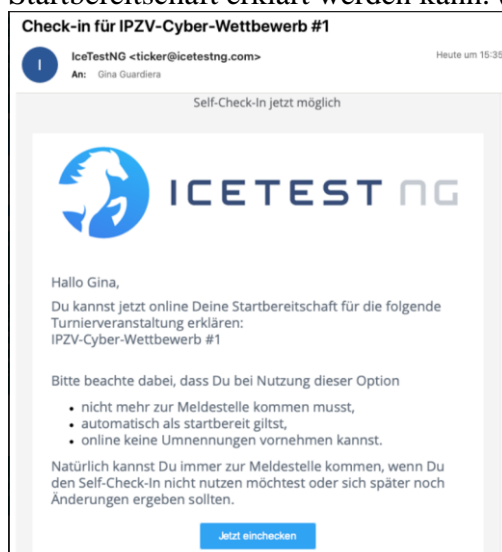 Startbereitschaft erklärt werden kann.
Check-in für IPZV-Cyber-Wettbewerb #1
I
IceTestNG <ticker@icetestng.com>
Heute um 15:35
An: Gina Guardiera
Self-Check-In jetzt möglich
ICETEST NG
Hallo Gina,
Du kannst jetzt online Deine Startbereitschaft für die folgende
Turnierveranstaltung erklären:
IPZV-Cyber-Wettbewerb #1
Bitte beachte dabei, dass Du bei Nutzung dieser Option
• nicht mehr zur Meldestelle kommen musst,
• automatisch als startbereit giltst,
• online keine Umnennungen vornehmen kannst.
Natürlich kannst Du immer zur Meldestelle kommen, wenn Du
den Self-Check-In nicht nutzen möchtest oder sich später noch
Änderungen ergeben sollten.
Jetzt einchecken